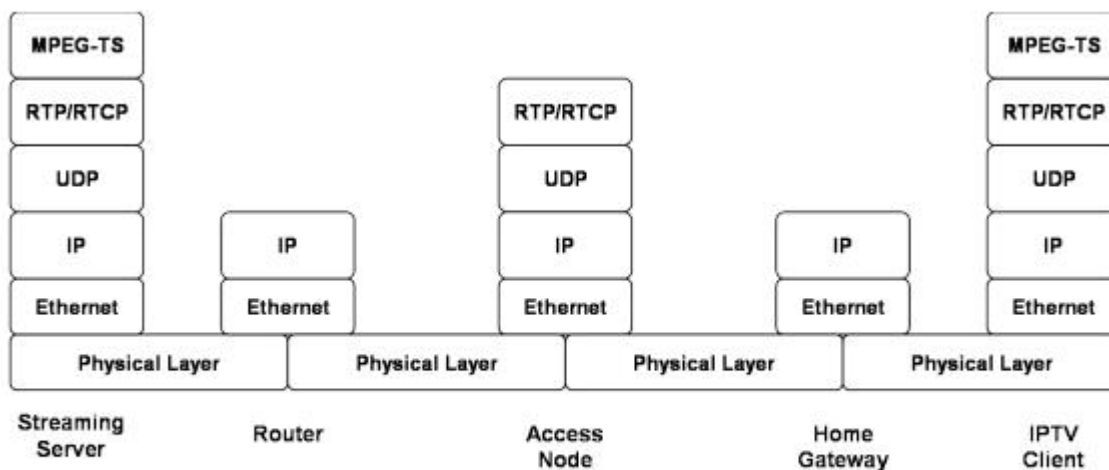 MPEG-TS MPEG-TS
RTP/RTCP RTP/RTCP RTP/RTCP
UDP UDP UDP
IP IP IP IP IP
Ethernet Ethernet Ethernet Ethernet Ethernet
Physical Layer Physical Layer Physical Layer Physical Layer
Streaming Router Access Home IPTV
Server Node Gateway Client